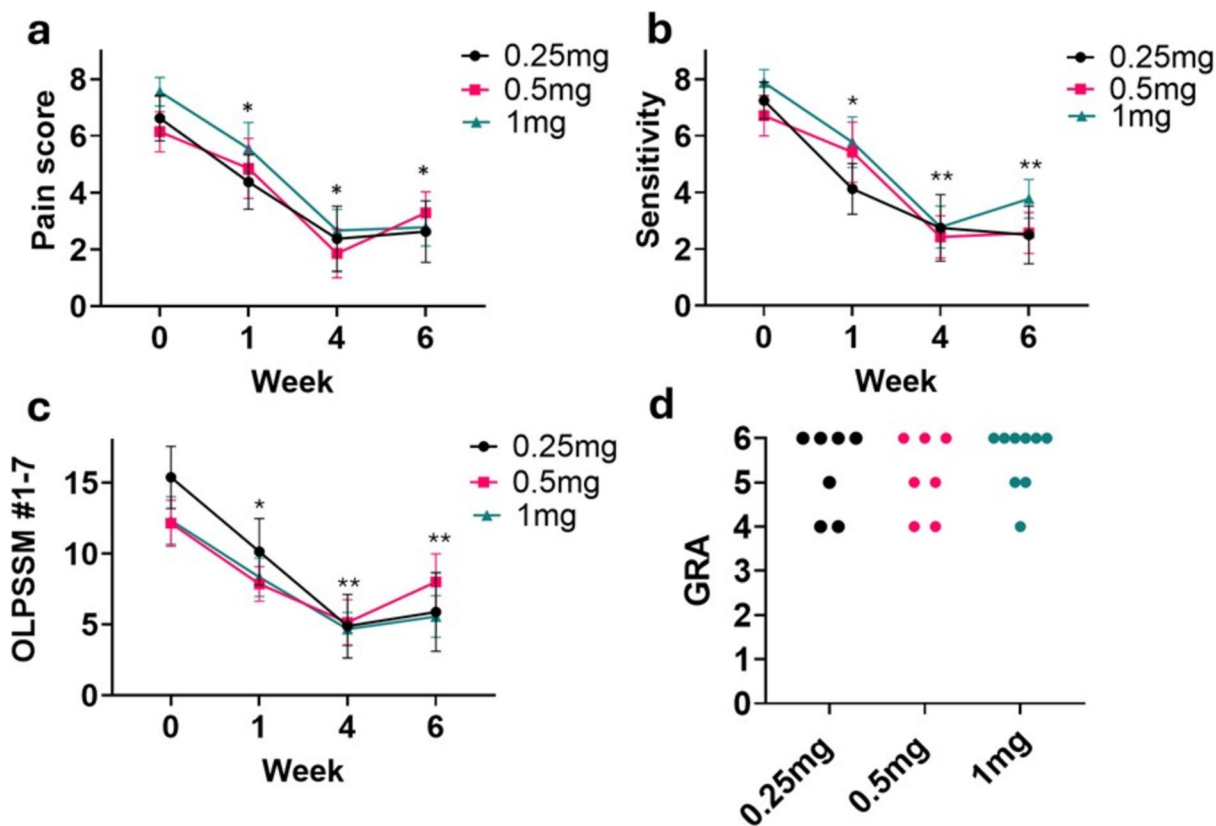 a
0.25mg
0.5mg
1mg
Pain score
8
6
4
2
0
*
*
*
0 1 4 6
Week
b
0.25mg
0.5mg
1mg
Sensitivity
8
6
4
2
0
*
**
**
0 1 4 6
Week
c
0.25mg
0.5mg
1mg
OLPSSM #1-7
15
10
5
0
*
**
**
0 1 4 6
Week
d
GRA
6
5
4
3
2
1
0
0.25mg 0.5mg 1mg